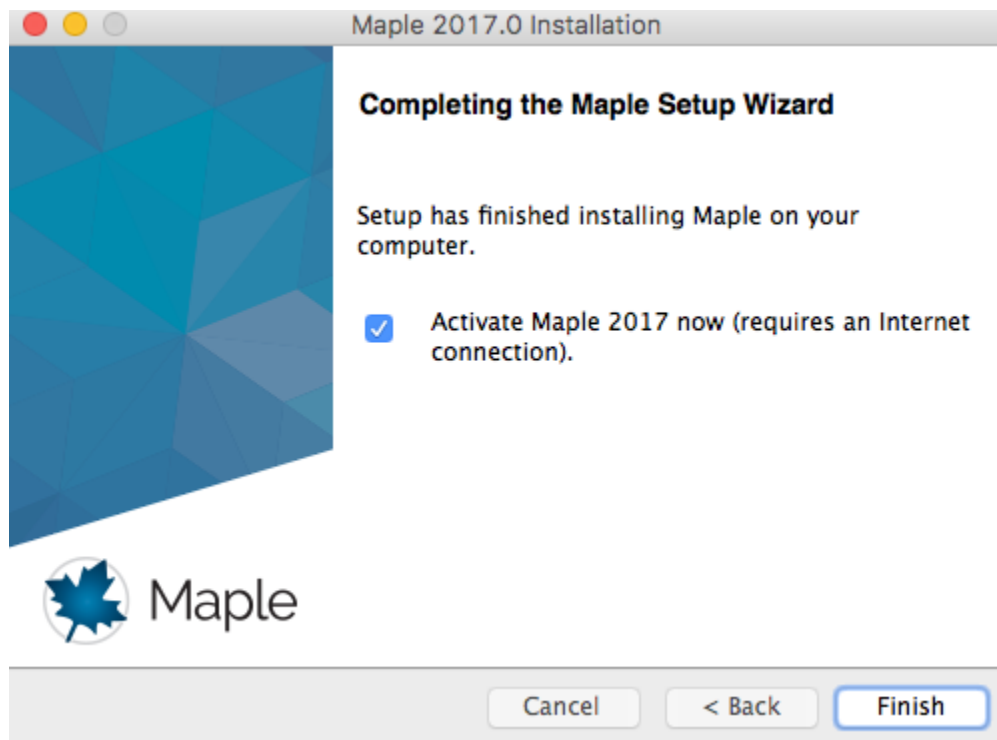 Maple 2017.0 Installation
Completing the Maple Setup Wizard
Setup has finished installing Maple on your
computer.
Activate Maple 2017 now (requires an Internet
connection).
Maple
Cancel
< Back
Finish